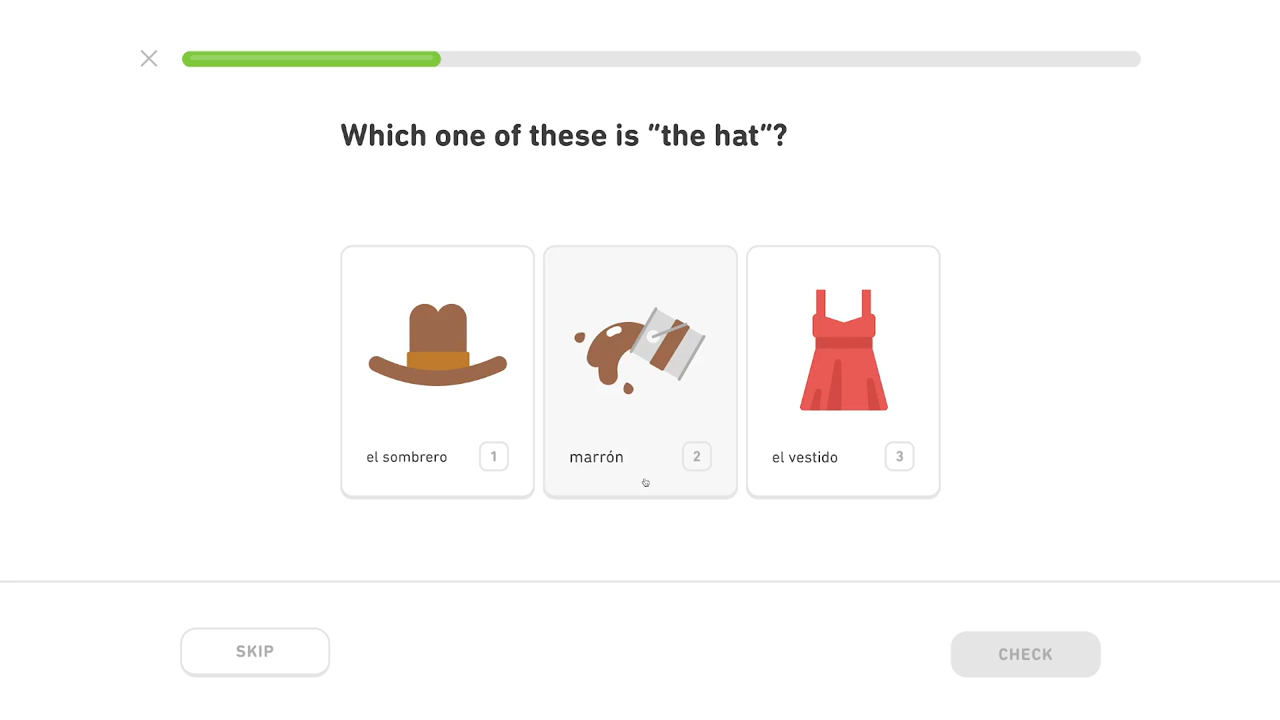 Which one of these is "the hat"?
el sombrero 1
marrón 2
el vestido 3
SKIP
CHECK